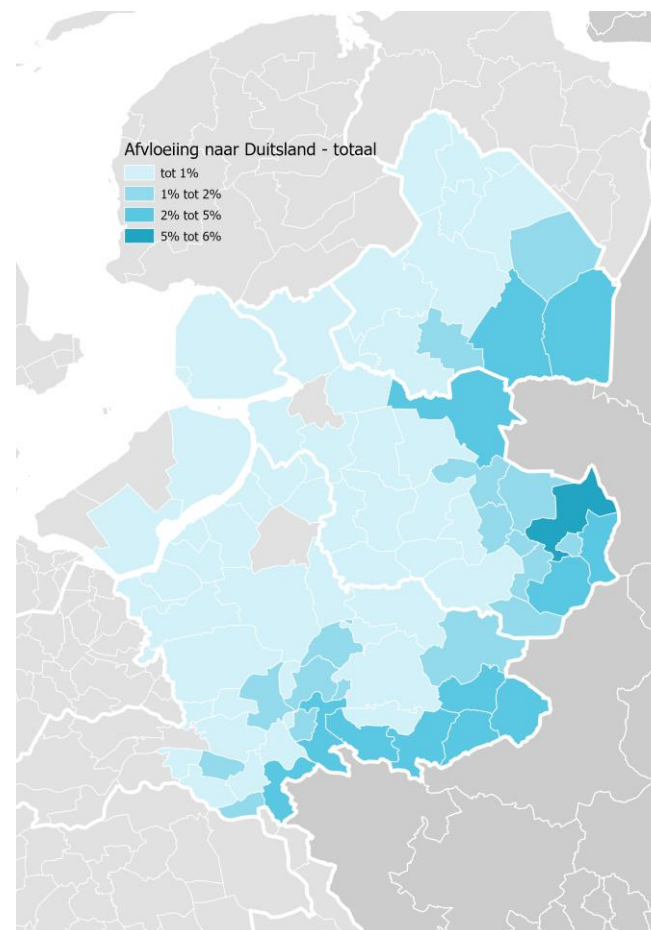 Afvloeiing naar Duitsland - totaal
tot 1%
1% tot 2%
2% tot 5%
5% tot 6%